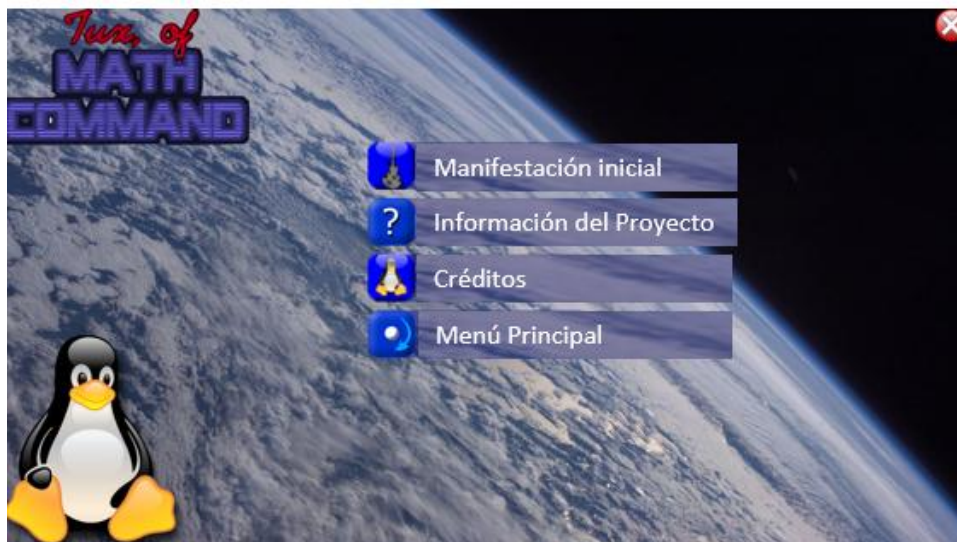 Tux, of
MATH
COMMAND
Manifestación inicial
? Información del Proyecto
Créditos
Menú Principal